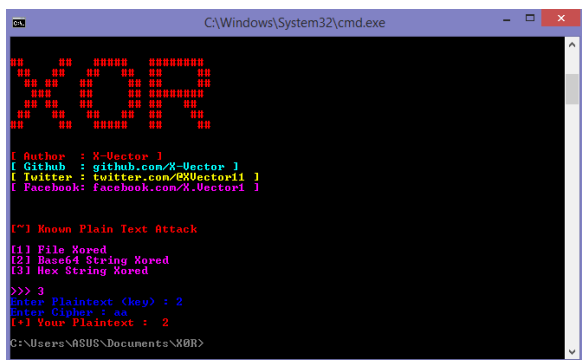 C:\Windows\System32\cmd.exe
XOR
[ Author  : X-Vector ]
[ Github  : github.com/X-Vector ]
[ Twitter : twitter.com/@XVector11 ]
[ Facebook: facebook.com/X.Vector1 ]
[~] Known Plain Text Attack
[1] File Xored
[2] Base64 String Xored
[3] Hex String Xored
>>> 3
Enter Plaintext (key) : 2
Enter Cipher : aa
[+] Your Plaintext :  2
C:\Users\ASUS\Documents\X0R>